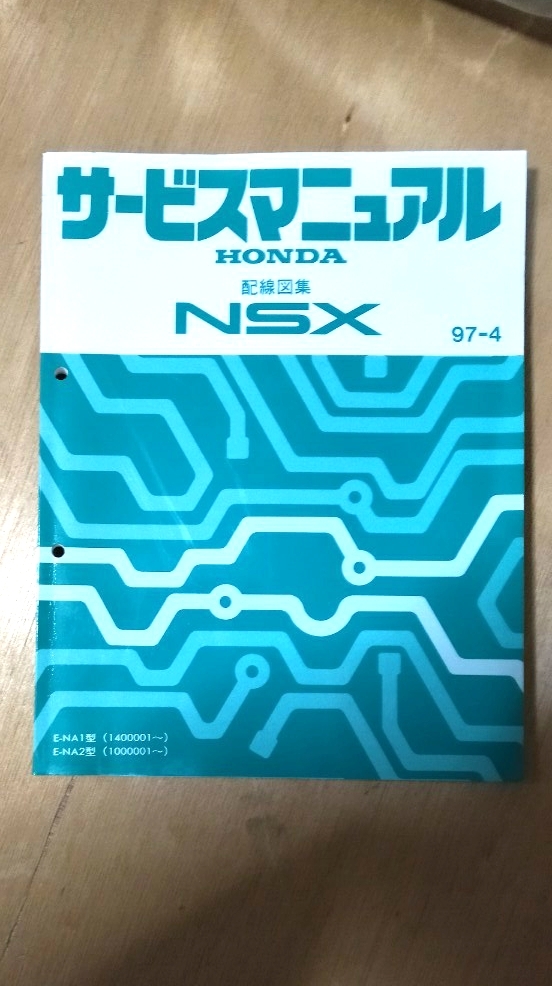 サービスマニュアル
HONDA
配線図集
NSX
97-4
E-NA1型 (1400001〜)
E-NA2型 (1000001〜)